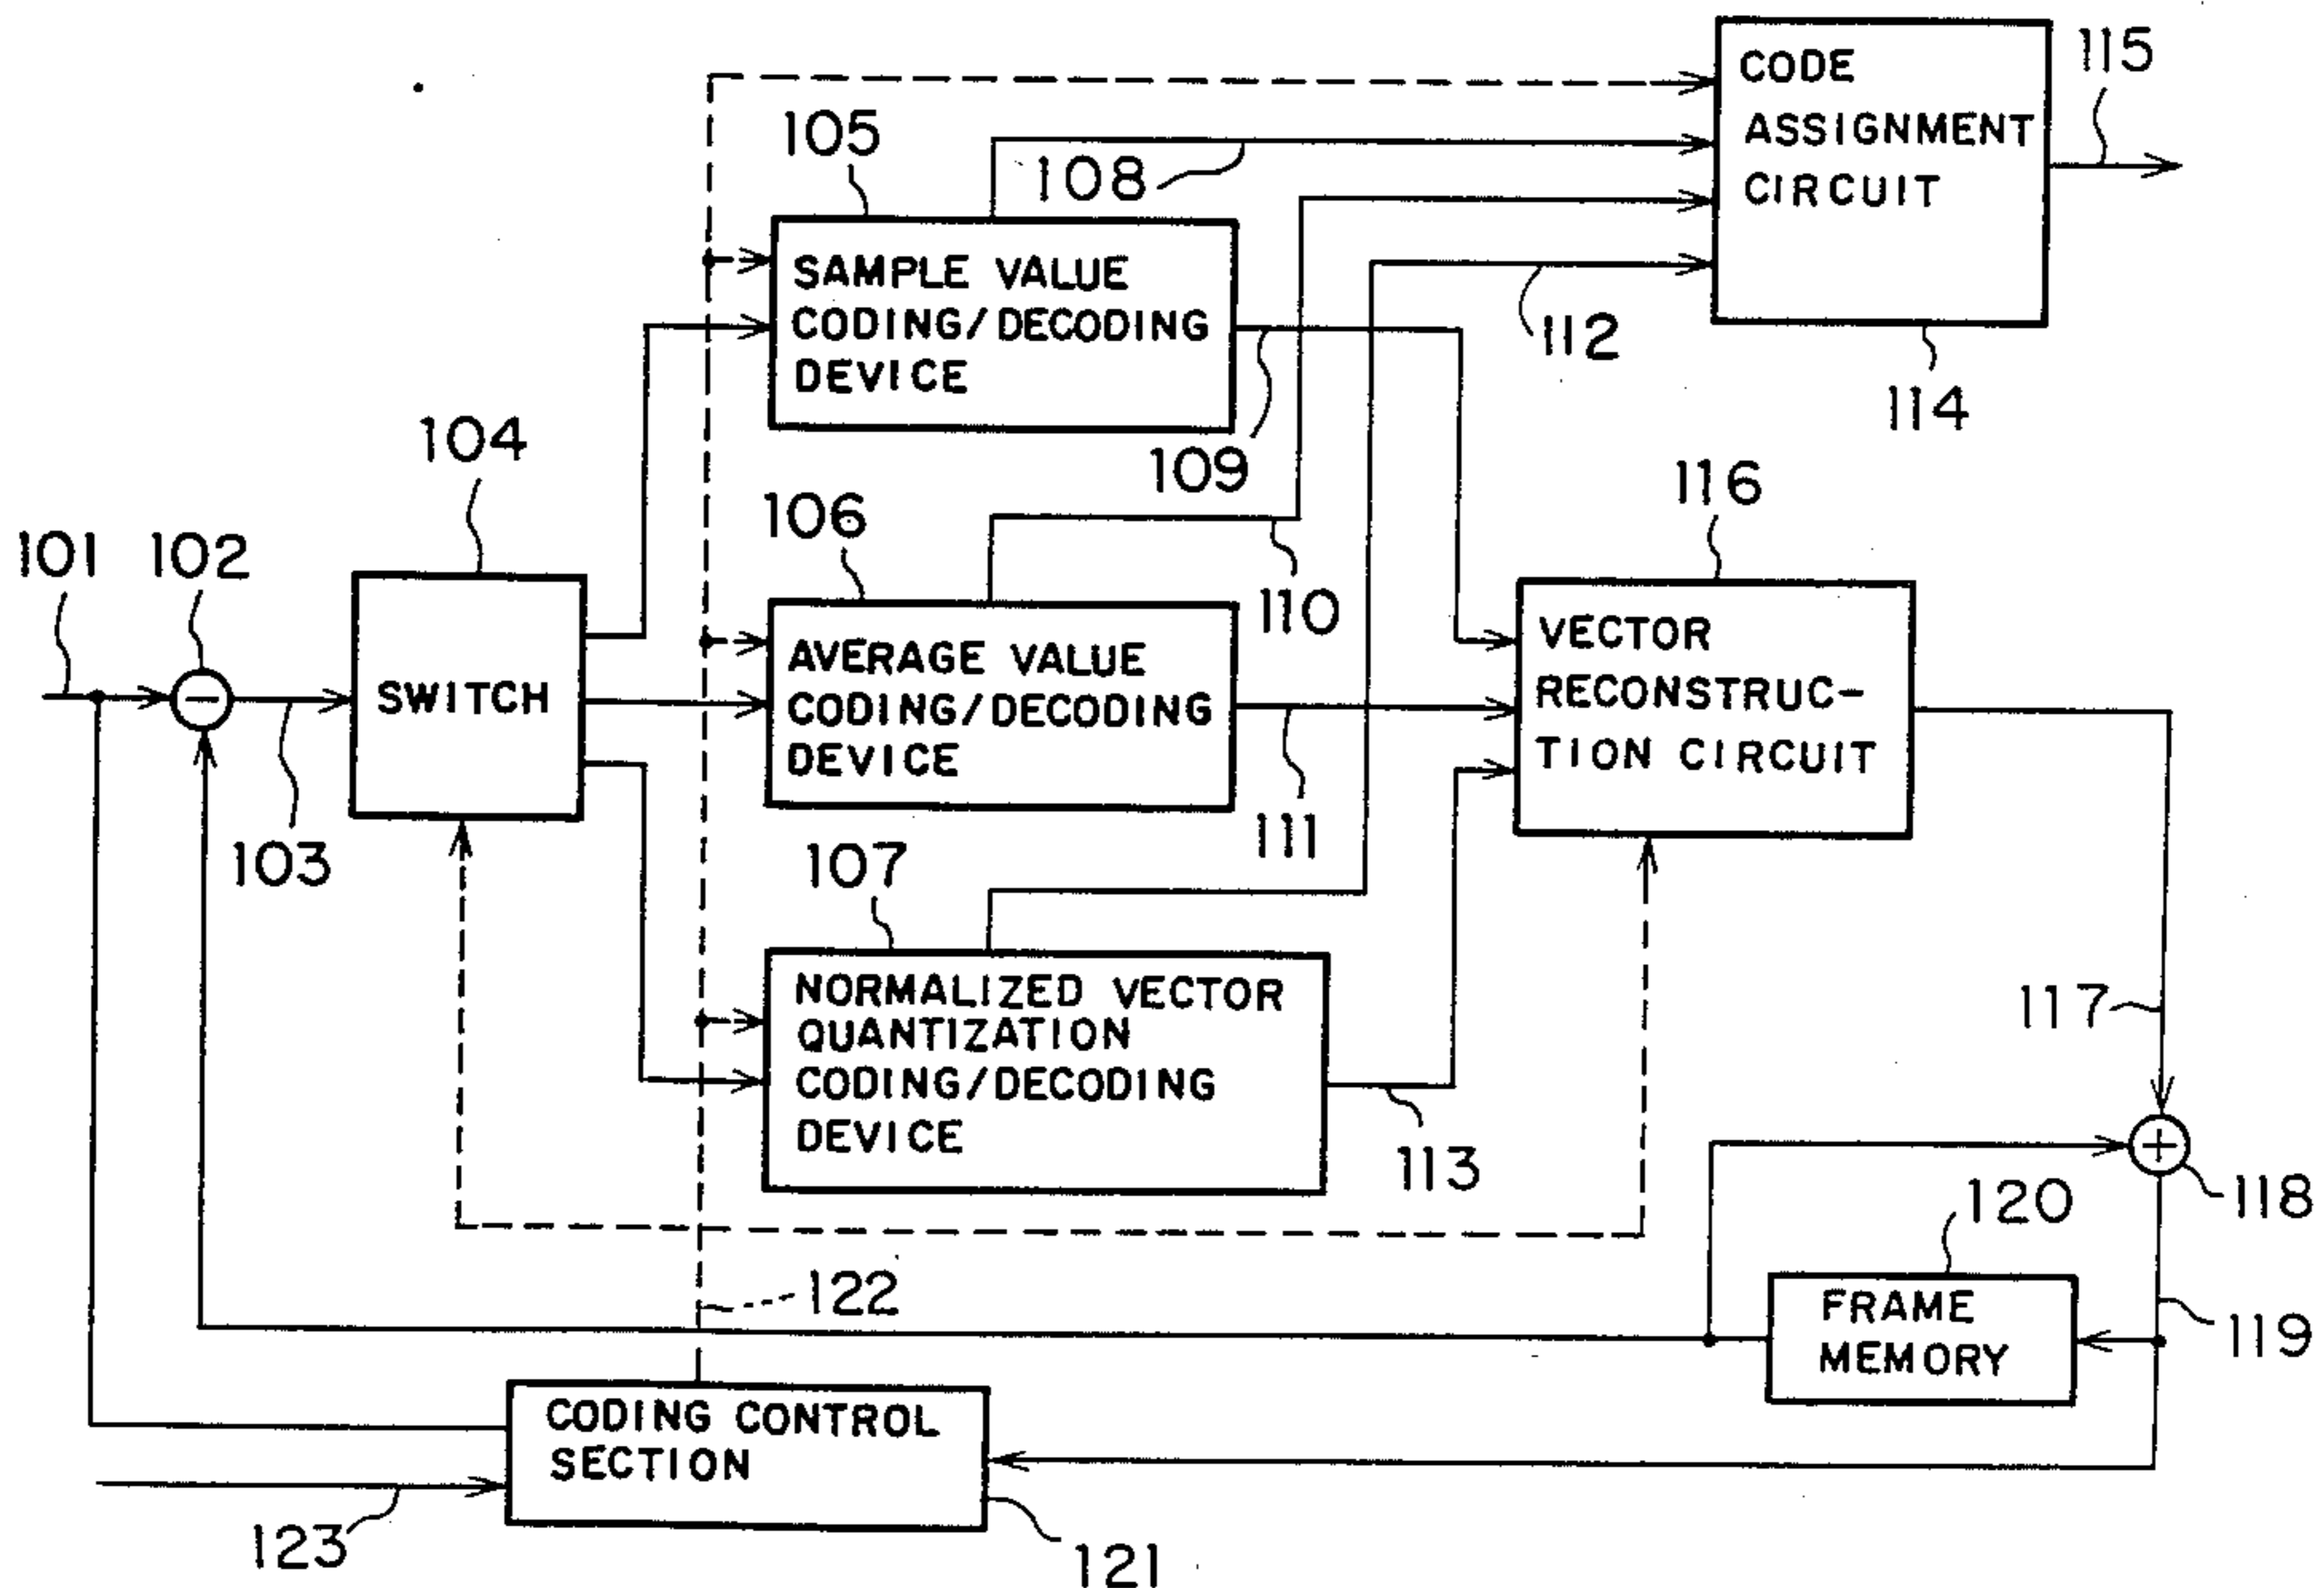 CODE
ASSIGNMENT
CIRCUIT
115
105
108
SAMPLE VALUE
CODING/DECODING
DEVICE
112
114
104
109
116
106
101
102
110
SWITCH
AVERAGE VALUE
CODING/DECODING
DEVICE
VECTOR
RECONSTRUC-
TION CIRCUIT
103
111
107
NORMALIZED VECTOR
QUANTIZATION
CODING/DECODING
DEVICE
117
113
118
120
122
FRAME
MEMORY
119
CODING CONTROL
SECTION
123
121